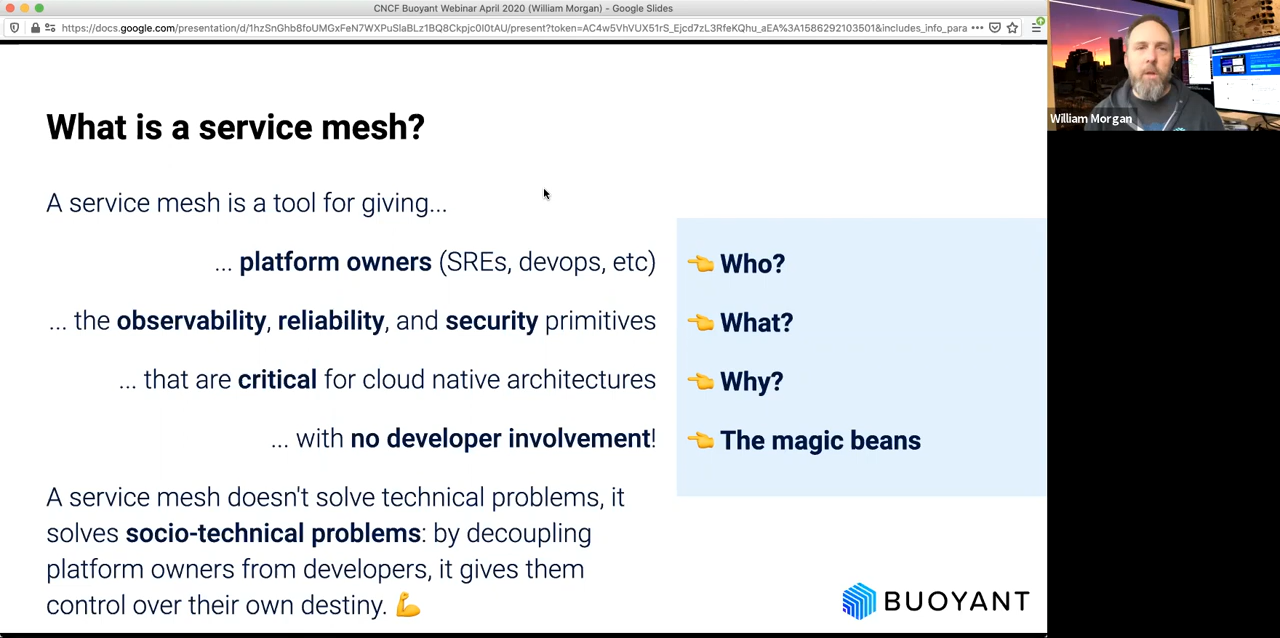 CNCF Buoyant Webinar April 2020 (William Morgan) - Google Slides
https://docs.google.com/presentation/d/1hzSnGhb8foUMGxFeN7WXPuSlaBLz1BQ8Ckpjc0I0tAU/present?token=AC4w5VhVUX51rS_Ejcd7zL3RfeKQhu_aEA%3A1586292103501&includes_info_para
What is a service mesh?
William Morgan
A service mesh is a tool for giving...
... platform owners (SREs, devops, etc)
👈 Who?
... the observability, reliability, and security primitives
👈 What?
... that are critical for cloud native architectures
👈 Why?
... with no developer involvement!
👈 The magic beans
A service mesh doesn't solve technical problems, it
solves socio-technical problems: by decoupling
platform owners from developers, it gives them
control over their own destiny. 💪
BUOYANT